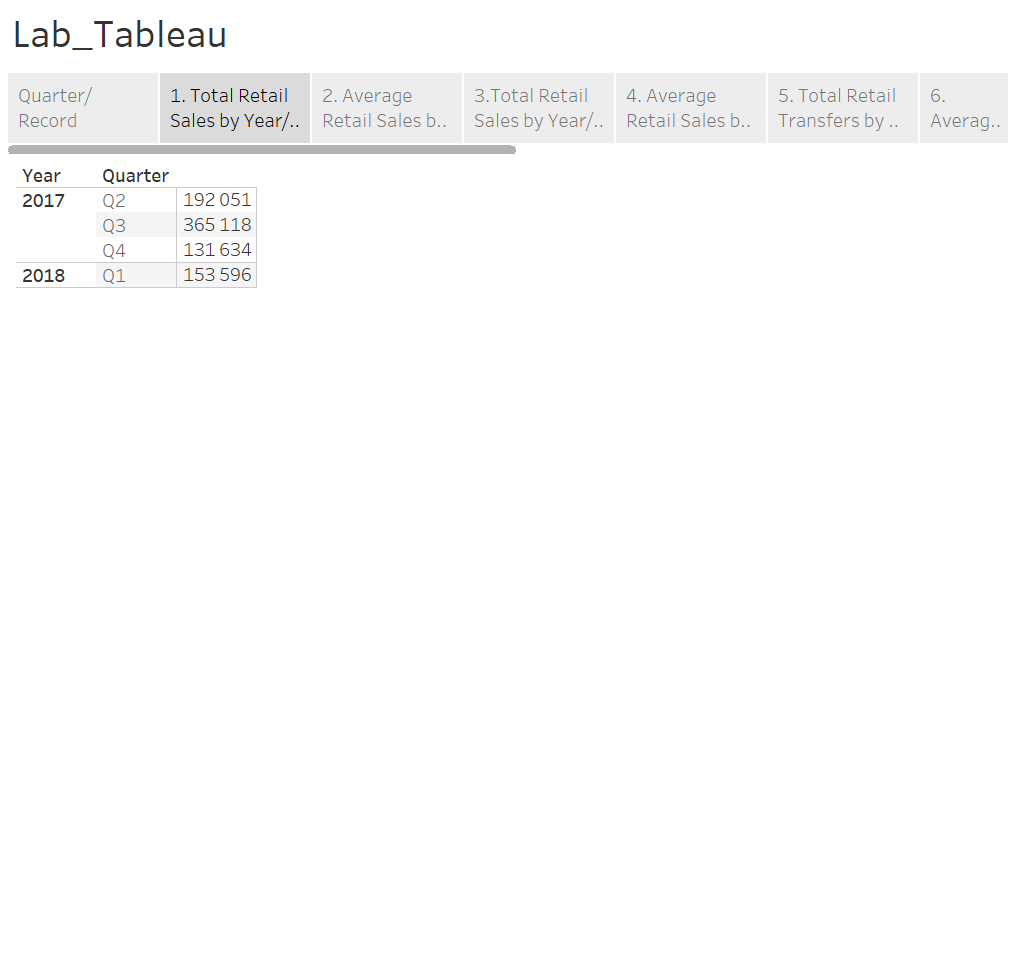 Lab_Tableau
Quarter/
Record
1. Total Retail
Sales by Year/..
2. Average
Retail Sales b..
3.Total Retail
Sales by Year/..
4. Average
Retail Sales b..
5. Total Retail
Transfers by ..
6.
Averag..
Year Quarter
2017 Q2 192 051
Q3 365 118
Q4 131 634
2018 Q1 153 596